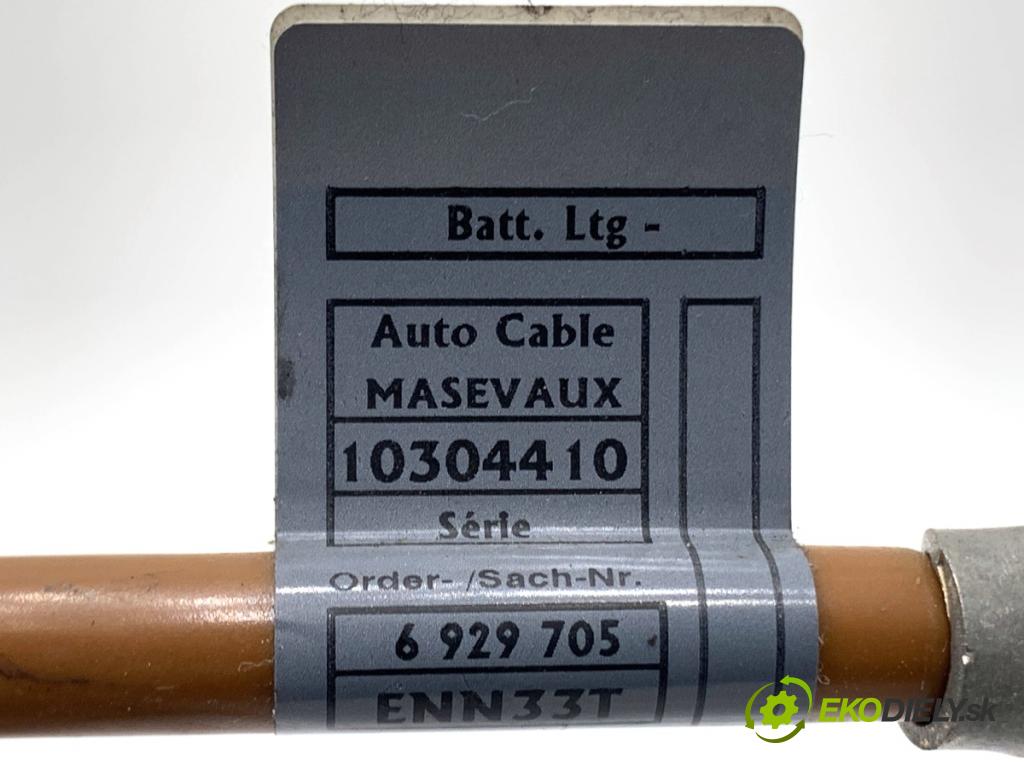 Batt. Ltg -
Auto Cable
MASEVAUX
10304410
Série
Order- /Sach-Nr.
6 929 705
ENN33T
EKODIELY.sk